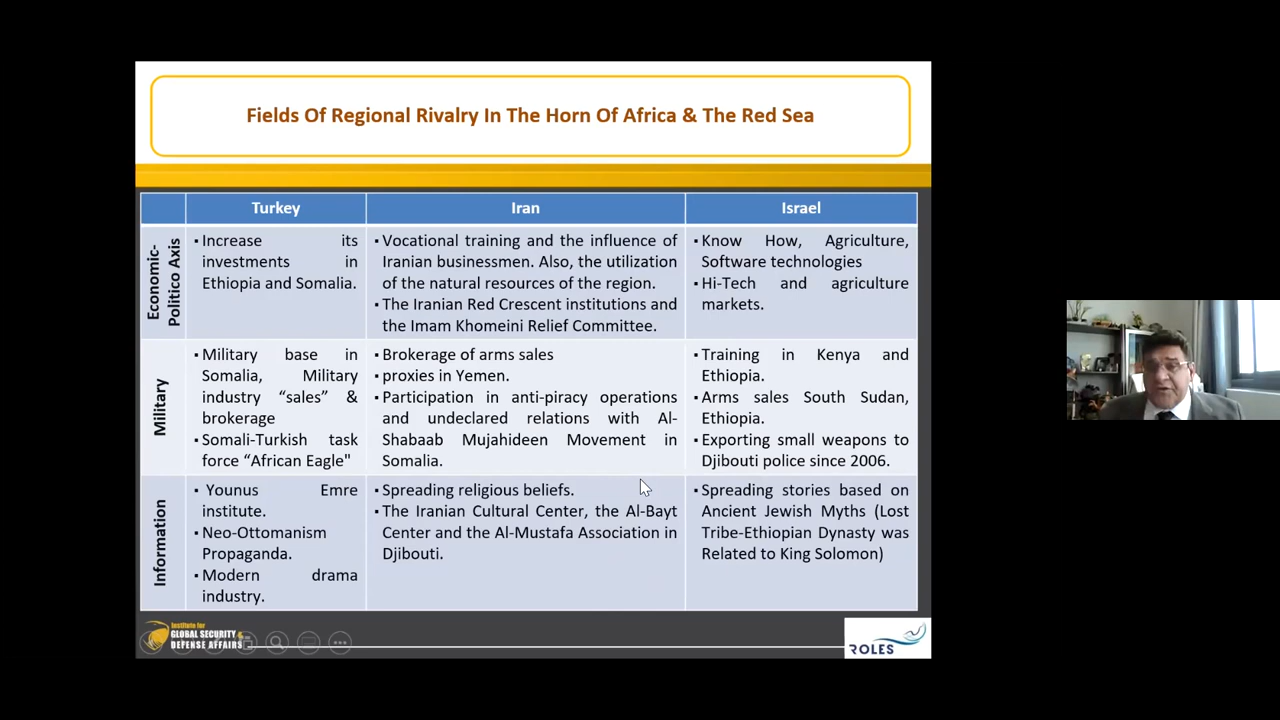 Fields Of Regional Rivalry In The Horn Of Africa & The Red Sea
Turkey
Iran
Israel
Economic-
Politico Axis
▪ Increase its
investments in
Ethiopia and Somalia.
▪ Vocational training and the influence of
Iranian businessmen. Also, the utilization
of the natural resources of the region.
▪ The Iranian Red Crescent institutions and
the Imam Khomeini Relief Committee.
▪ Know How, Agriculture,
Software technologies
▪ Hi-Tech and agriculture
markets.
Military
▪ Military base in
Somalia, Military
industry “sales” &
brokerage
▪ Somali-Turkish task
force “African Eagle"
▪ Brokerage of arms sales
▪ proxies in Yemen.
▪ Participation in anti-piracy operations
and undeclared relations with Al-
Shabaab Mujahideen Movement in
Somalia.
▪ Training in Kenya and
Ethiopia.
▪ Arms sales South Sudan,
Ethiopia.
▪ Exporting small weapons to
Djibouti police since 2006.
Information
▪ Younus Emre
institute.
▪ Neo-Ottomanism
Propaganda.
▪ Modern drama
industry.
▪ Spreading religious beliefs.
▪ The Iranian Cultural Center, the Al-Bayt
Center and the Al-Mustafa Association in
Djibouti.
▪ Spreading stories based on
Ancient Jewish Myths (Lost
Tribe-Ethiopian Dynasty was
Related to King Solomon)
Institute for
GLOBAL SECURITY &
DEFENSE AFFAIRS
ROLES